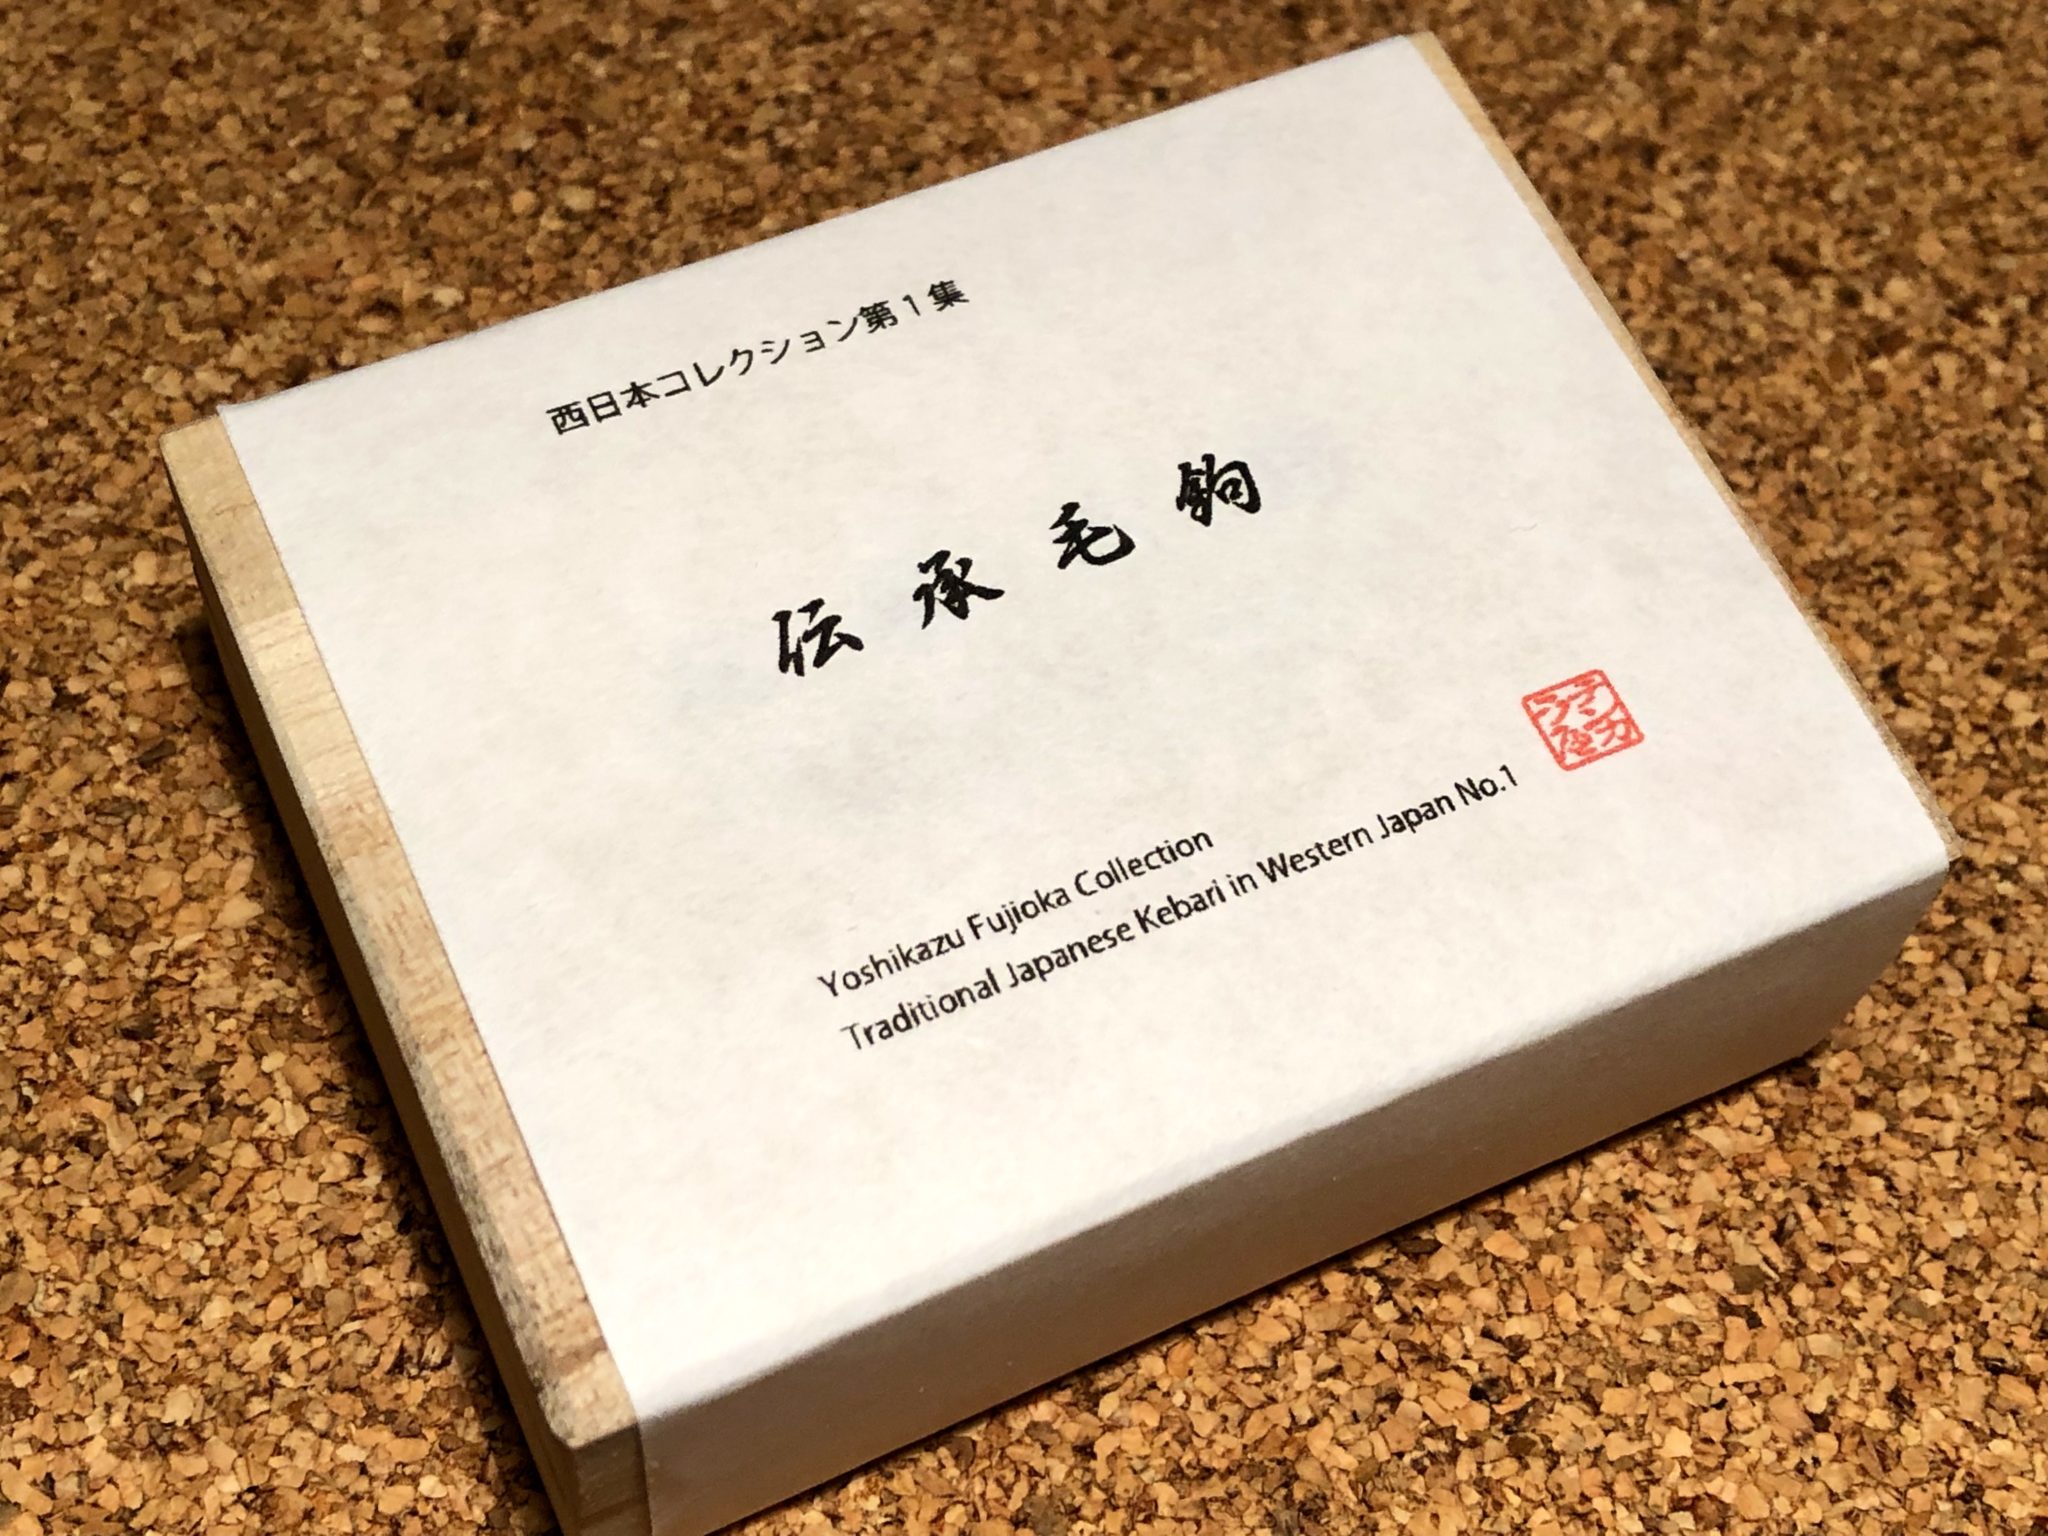 西日本コレクション第1集
伝承毛鉤
Yoshikazu Fujioka Collection
Traditional Japanese Kebari in Western Japan No.1